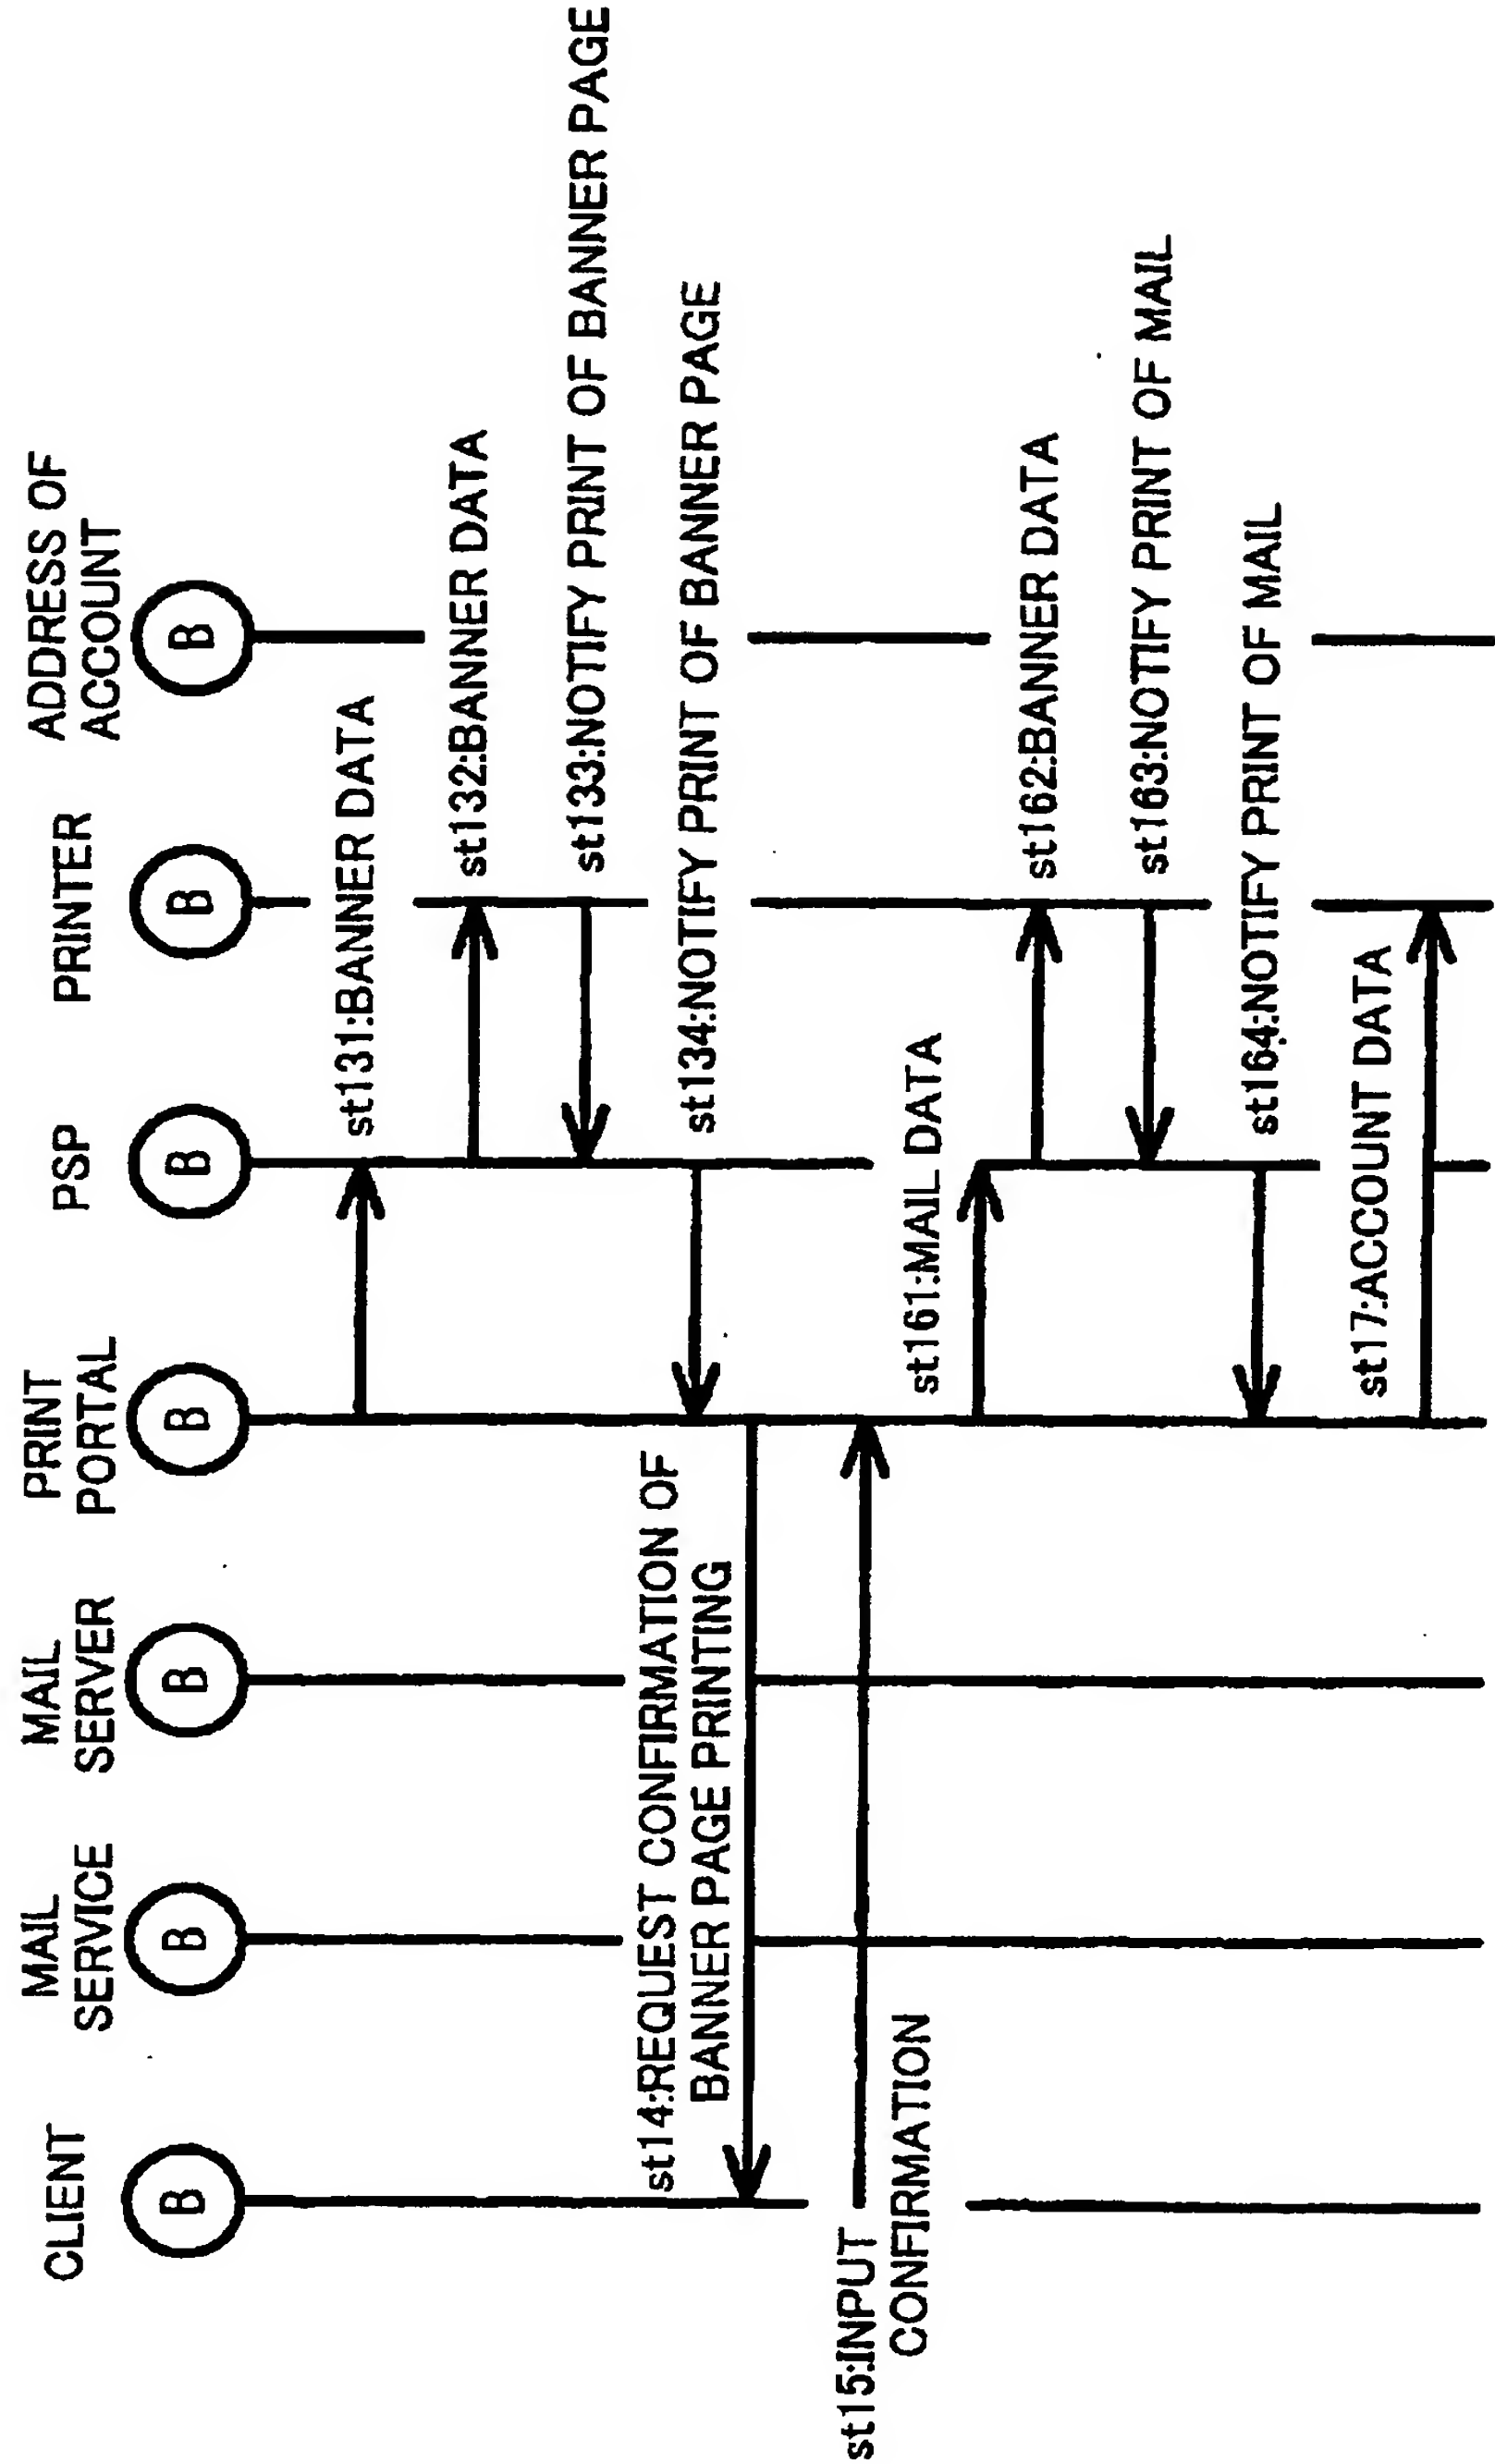 CLIENT
MAIL
SERVICE
MAIL
SERVER
PRINT
PORTAL
PSP
PRINTER
ADDRESS OF
ACCOUNT
B
B
B
B
B
B
B
st131:BANNER DATA
st132:BANNER DATA
st133:NOTIFY PRINT OF BANNER PAGE
st134:NOTIFY PRINT OF BANNER PAGE
st14:REQUEST CONFIRMATION OF
BANNER PAGE PRINTING
st15:INPUT
CONFIRMATION
st161:MAIL DATA
st162:BANNER DATA
st163:NOTIFY PRINT OF MAIL
st164:NOTIFY PRINT OF MAIL
st17:ACCOUNT DATA